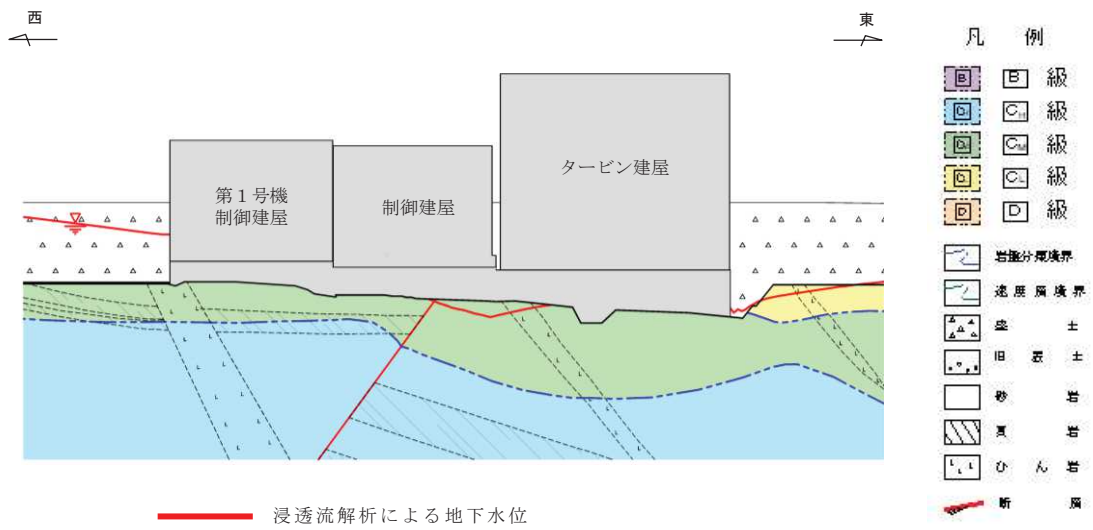 西
東
第1号機
制御建屋
制御建屋
タービン建屋
浸透流解析による地下水位
凡 例
B B 級
CH 級
CM 級
CL 級
D D 級
岩盤分類境界
速度層境界
盛土
旧表土
砂岩
頁岩
ひん岩
断層